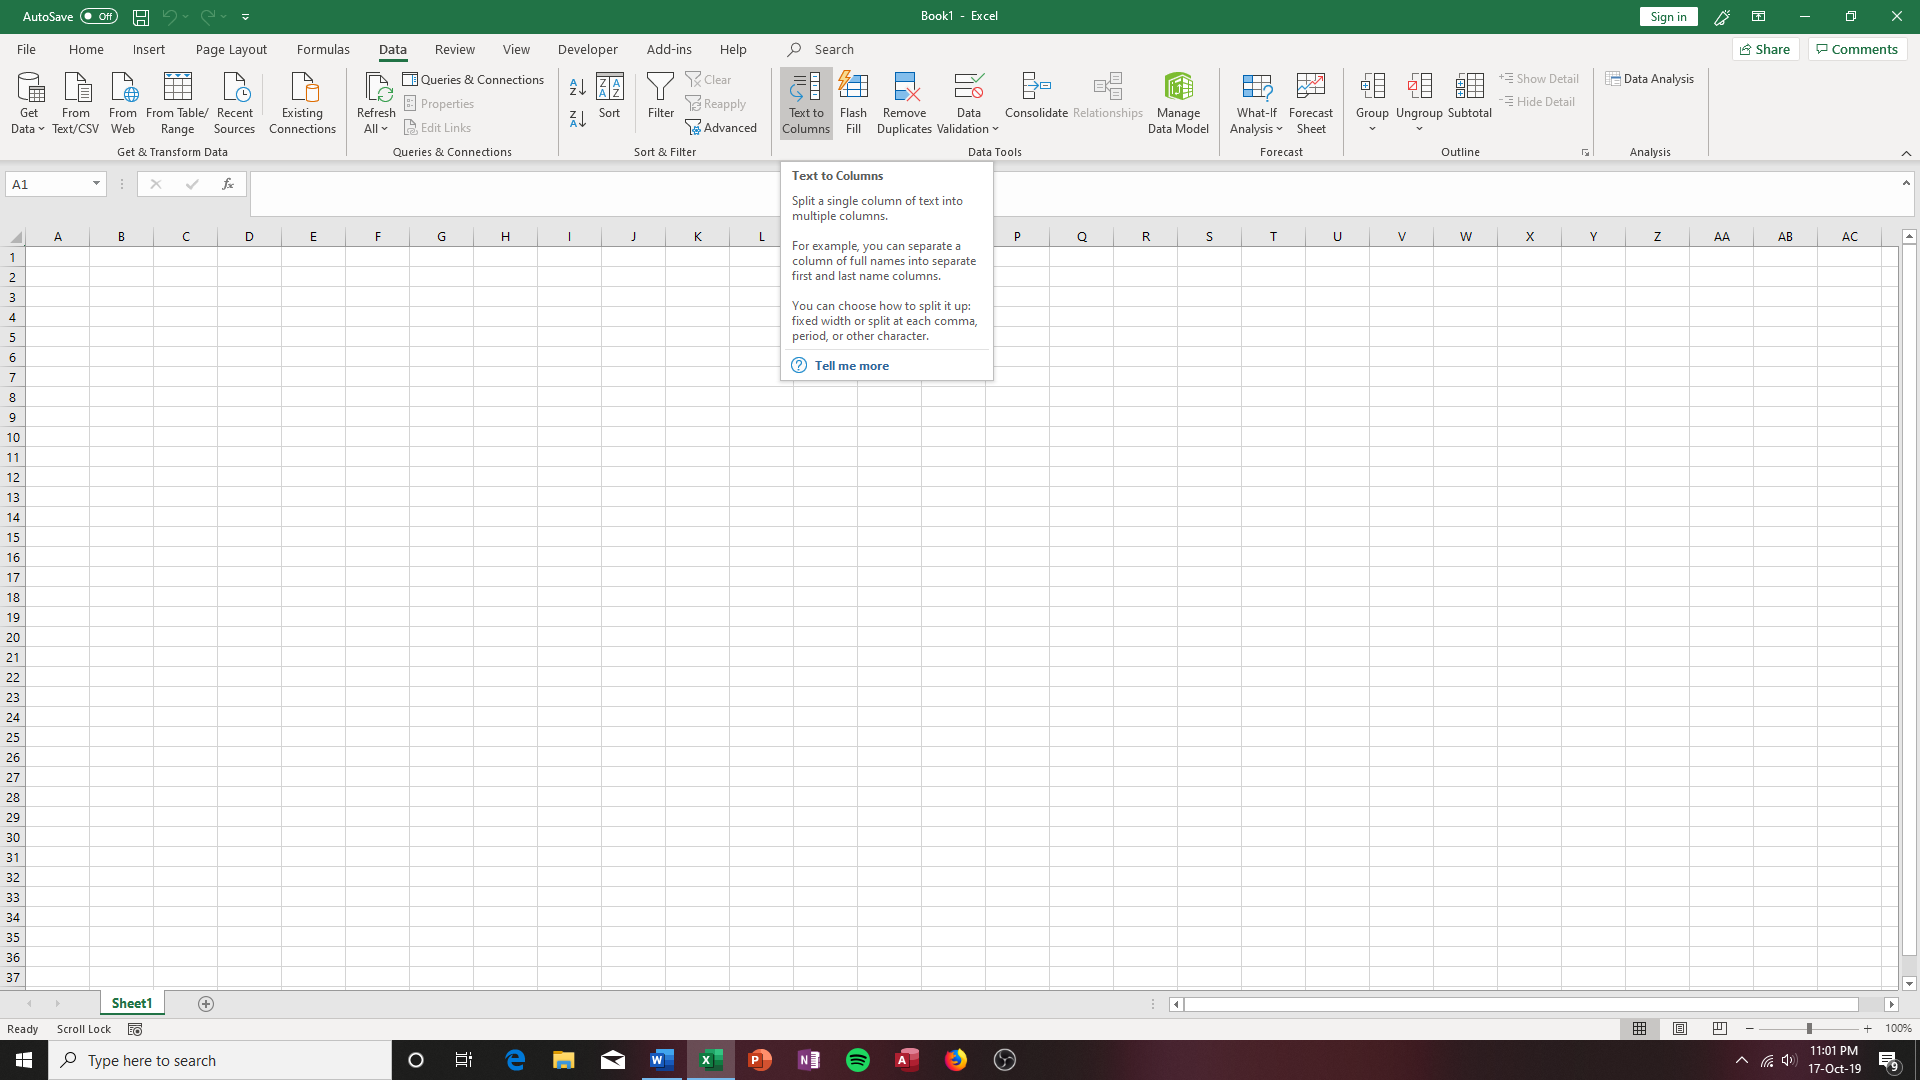 AutoSave Off
Book1 - Excel
Sign in
File Home Insert Page Layout Formulas Data Review View Developer Add-ins Help Search
Share Comments
Get Data
From Text/CSV
From Web
From Table/ Range
Recent Sources
Existing Connections
Get & Transform Data
Refresh All
Queries & Connections
Properties
Edit Links
Queries & Connections
Sort
Filter
Clear
Reapply
Advanced
Sort & Filter
Text to Columns
Flash Fill
Remove Duplicates
Data Validation
Consolidate
Relationships
Manage Data Model
Data Tools
What-If Analysis
Forecast Sheet
Forecast
Group
Ungroup
Subtotal
Show Detail
Hide Detail
Outline
Data Analysis
Analysis
A1
fx
Text to Columns
Split a single column of text into
multiple columns.
For example, you can separate a
column of full names into separate
first and last name columns.
You can choose how to split it up:
fixed width or split at each comma,
period, or other character.
Tell me more
A B C D E F G H I J K L P Q R S T U V W X Y Z AA AB AC
1
2
3
4
5
6
7
8
9
10
11
12
13
14
15
16
17
18
19
20
21
22
23
24
25
26
27
28
29
30
31
32
33
34
35
36
37
Sheet1
Ready Scroll Lock
100%
Type here to search
11:01 PM
17-Oct-19
9